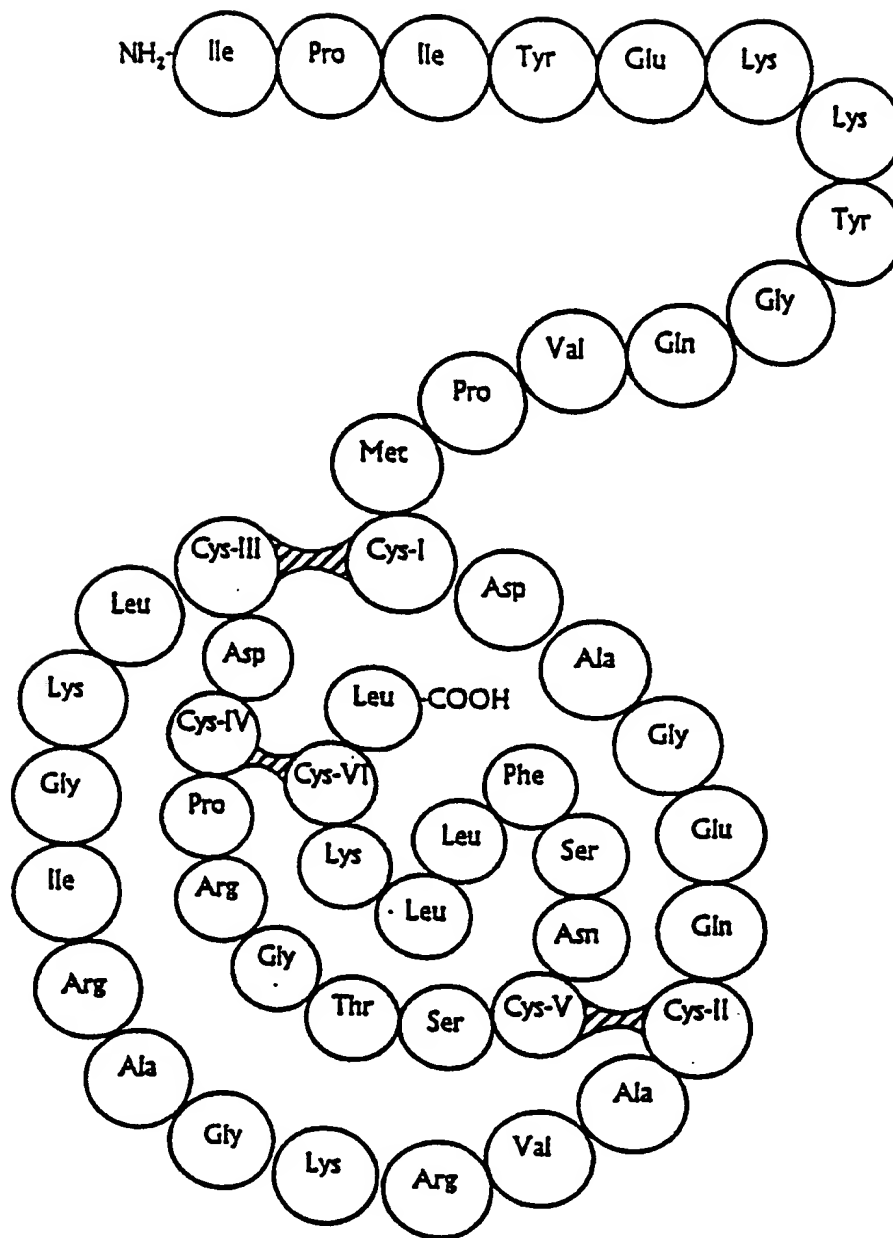 NH₂- Ile Pro Ile Tyr Glu Lys
Lys
Tyr
Gly
Gln
Val
Pro
Met
Cys-I
Asp
Ala
Gly
Glu
Gln
Cys-II
Ala
Val
Arg
Lys
Gly
Ala
Arg
Ile
Gly
Lys
Leu
Cys-III
Asp
Cys-IV
Pro
Arg
Gly
Thr
Ser
Cys-V
Asn
Ser
Phe
Leu
Leu
Lys
Cys-VI
Leu -COOH